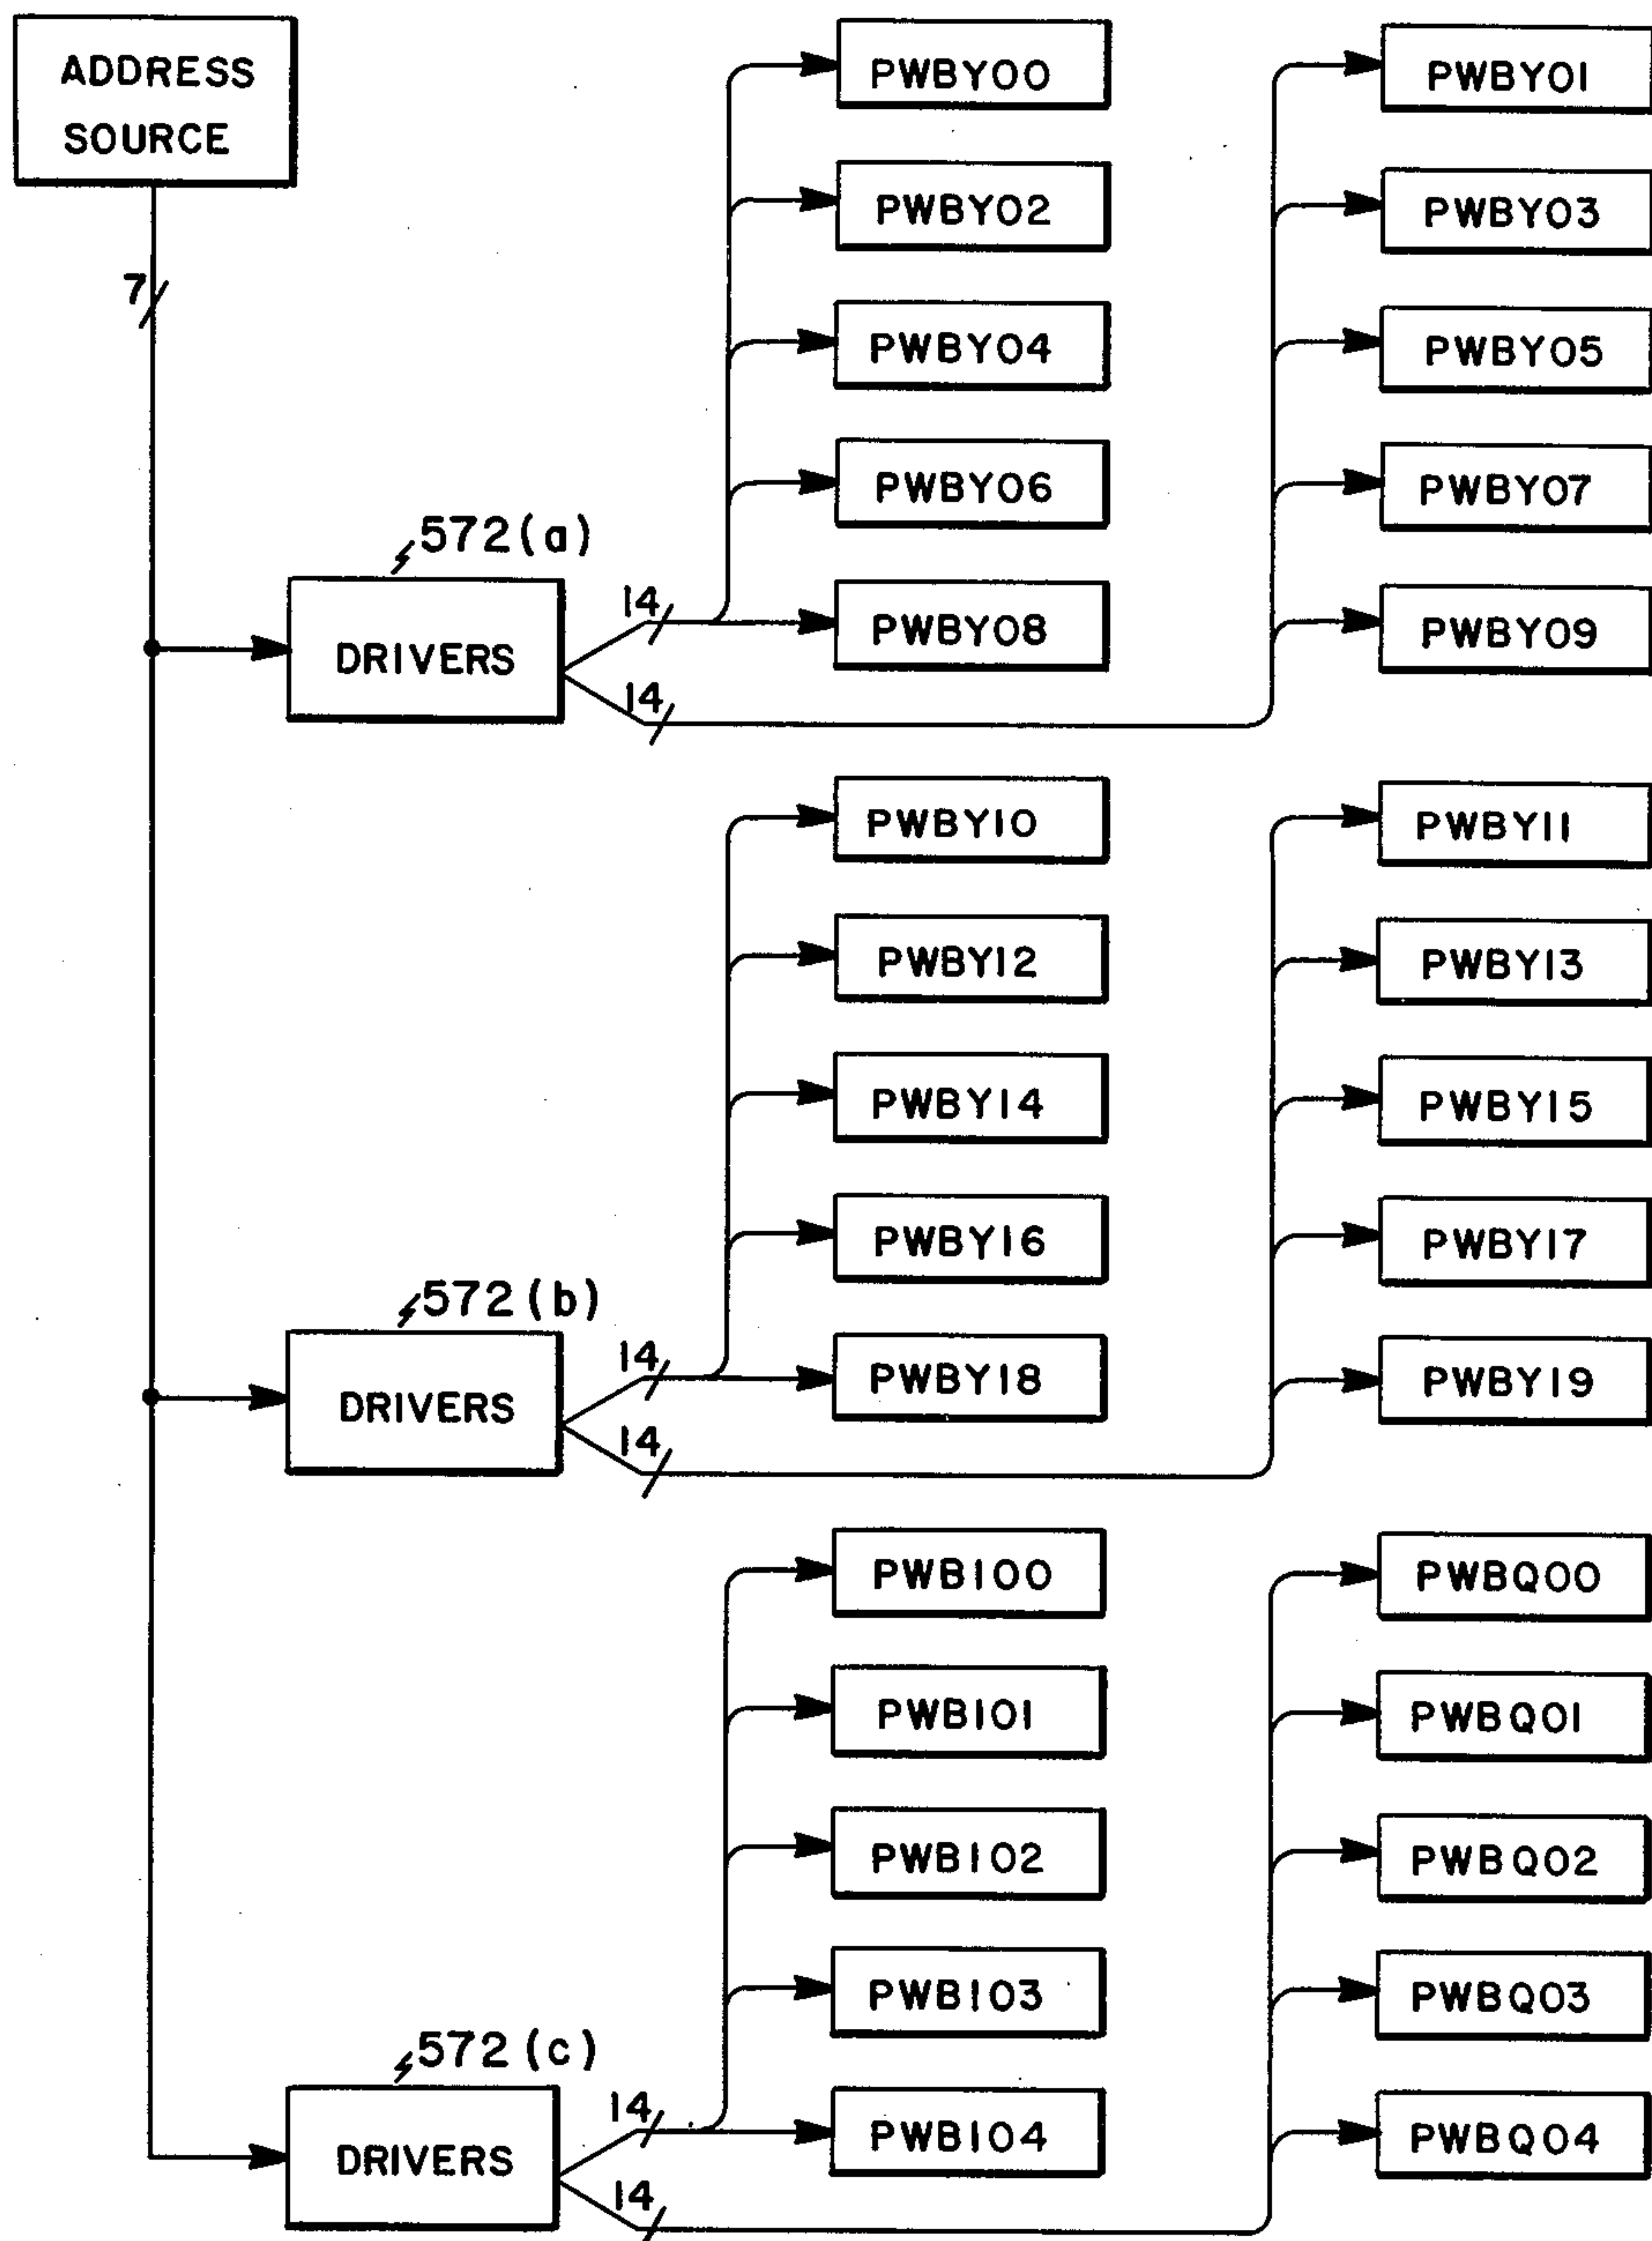 ADDRESS
SOURCE
7
PWBY00
PWBY01
PWBY02
PWBY03
PWBY04
PWBY05
PWBY06
PWBY07
572(a)
DRIVERS
14
14
PWBY08
PWBY09
PWBY10
PWBY11
PWBY12
PWBY13
PWBY14
PWBY15
PWBY16
PWBY17
572(b)
DRIVERS
14
14
PWBY18
PWBY19
PWBI00
PWBQ00
PWBI01
PWBQ01
PWBI02
PWBQ02
PWBI03
PWBQ03
572(c)
DRIVERS
14
14
PWBI04
PWBQ04